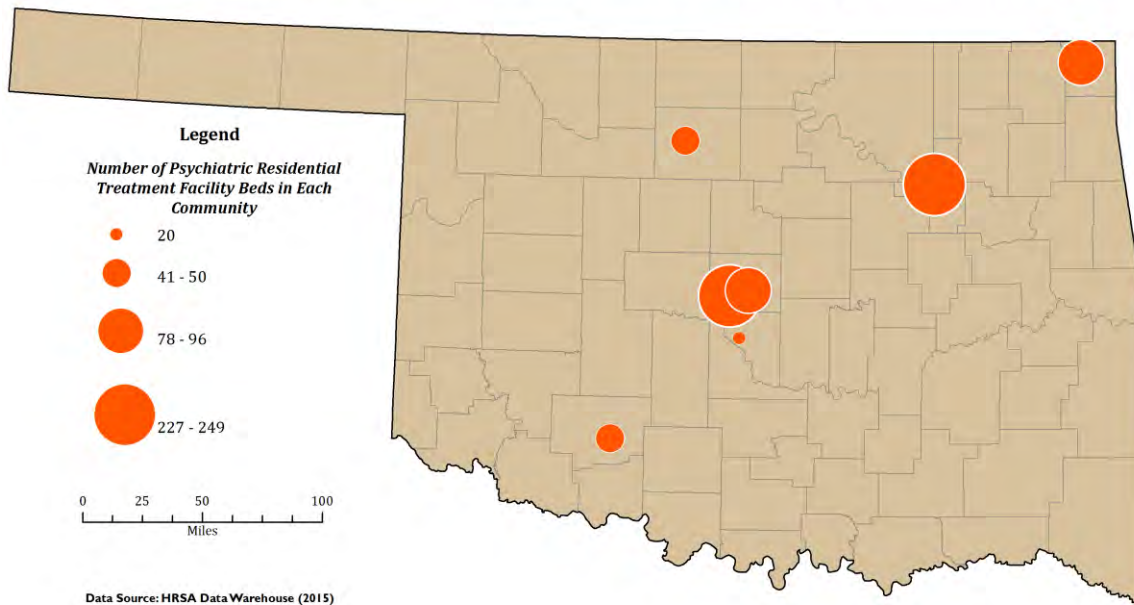 Legend
Number of Psychiatric Residential
Treatment Facility Beds in Each
Community
20
41 - 50
78 - 96
227 - 249
0 25 50 100
Miles
Data Source: HRSA Data Warehouse (2015)